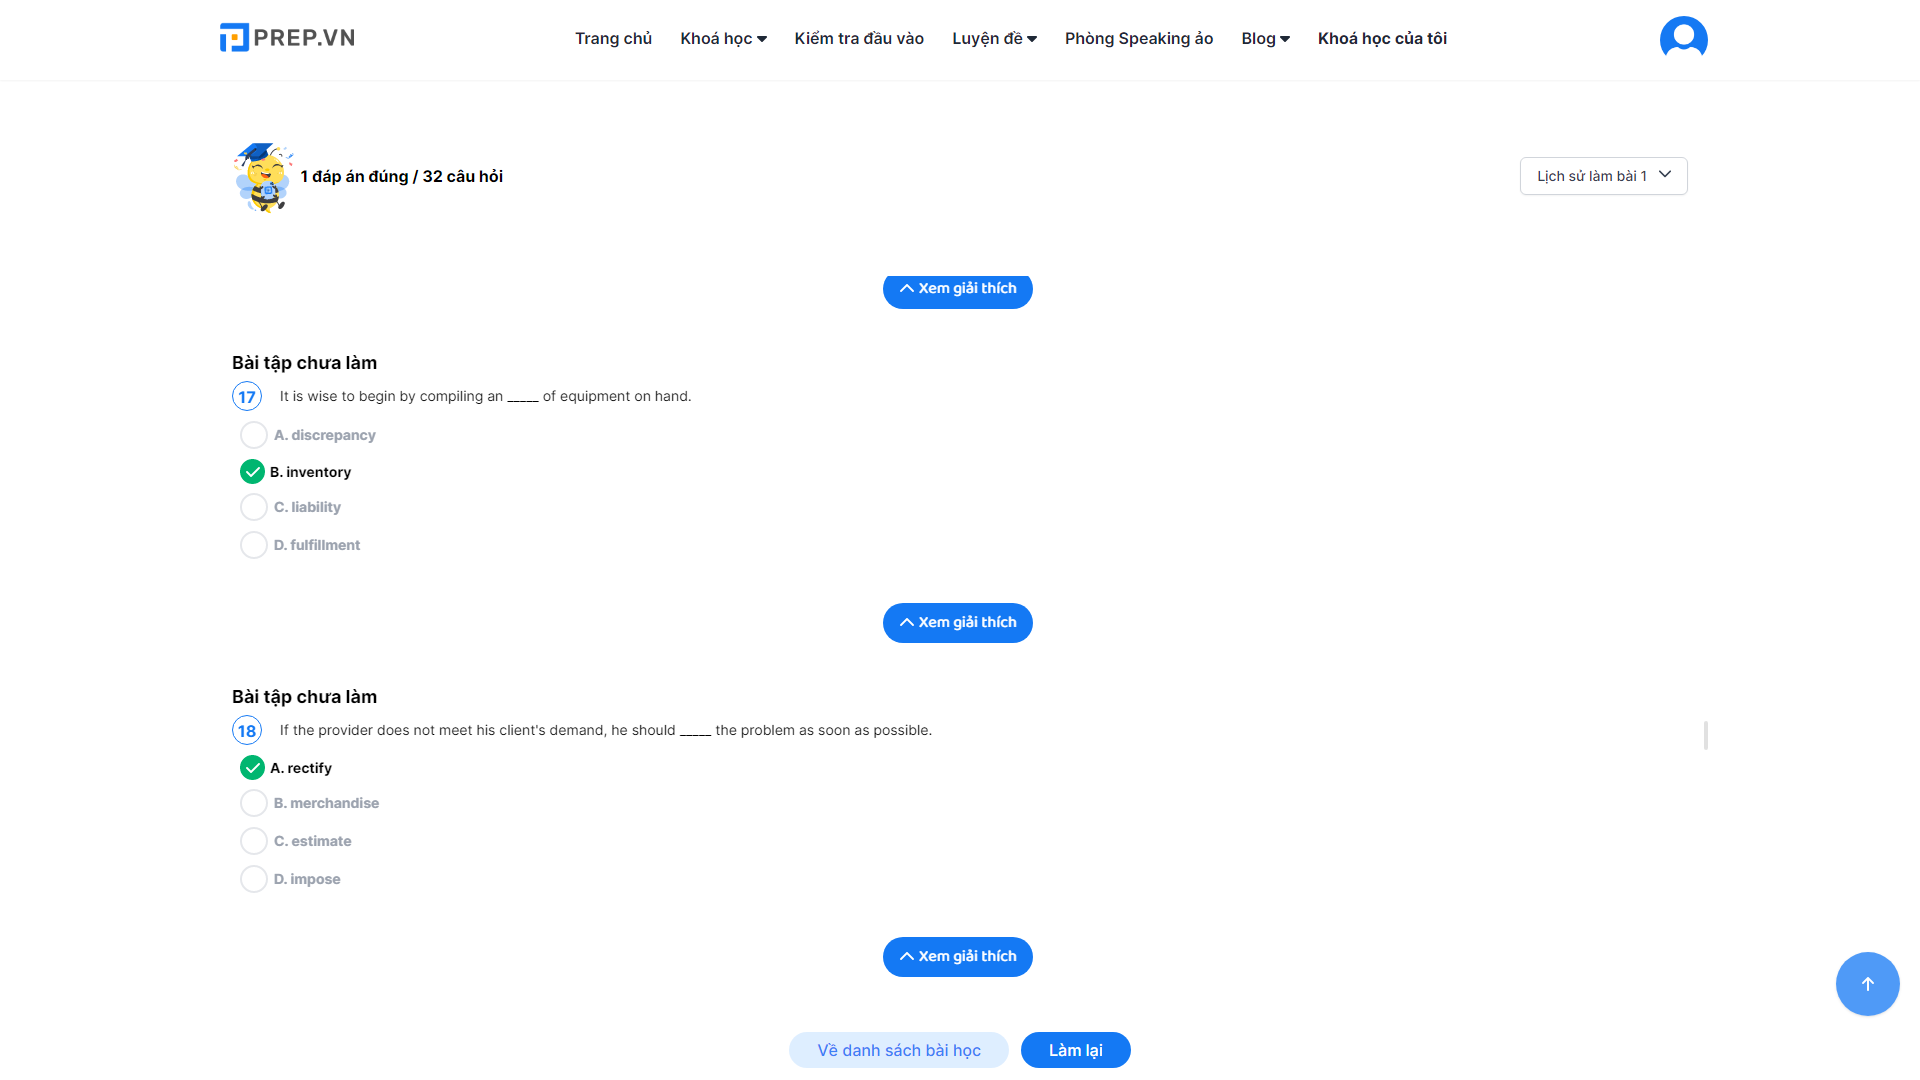 PREP.VN
Trang chủ Khoá học Kiểm tra đầu vào Luyện đề Phòng Speaking ảo Blog Khoá học của tôi
1 đáp án đúng / 32 câu hỏi
Lịch sử làm bài 1
Xem giải thích
Bài tập chưa làm
17 It is wise to begin by compiling an _____ of equipment on hand.
A. discrepancy
B. inventory
C. liability
D. fulfillment
Xem giải thích
Bài tập chưa làm
18 If the provider does not meet his client's demand, he should _____ the problem as soon as possible.
A. rectify
B. merchandise
C. estimate
D. impose
Xem giải thích
Về danh sách bài học Làm lại